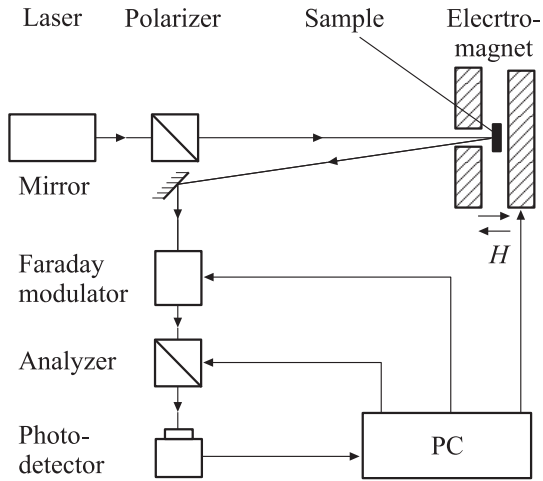 Laser
Polarizer
Sample
Elecrtro-
magnet
Mirror
H
Faraday
modulator
Analyzer
Photo-
detector
PC